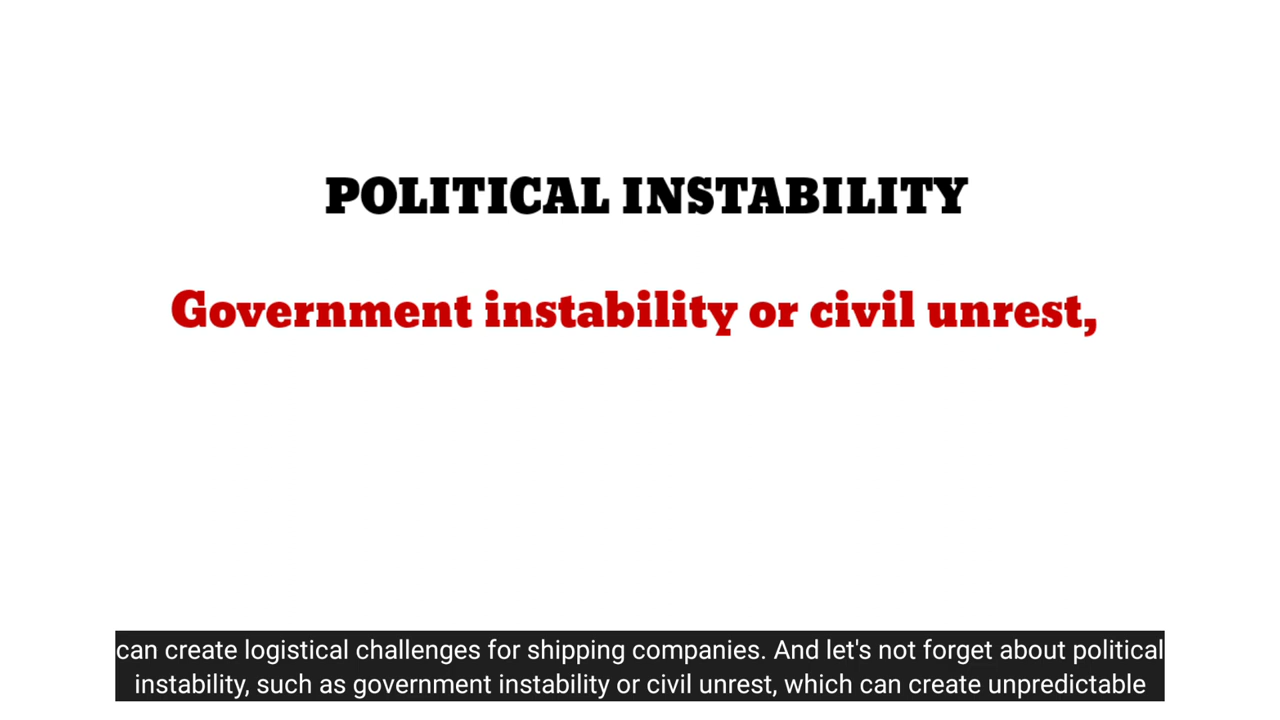 POLITICAL INSTABILITY
Government instability or civil unrest,
can create logistical challenges for shipping companies. And let's not forget about political
instability, such as government instability or civil unrest, which can create unpredictable